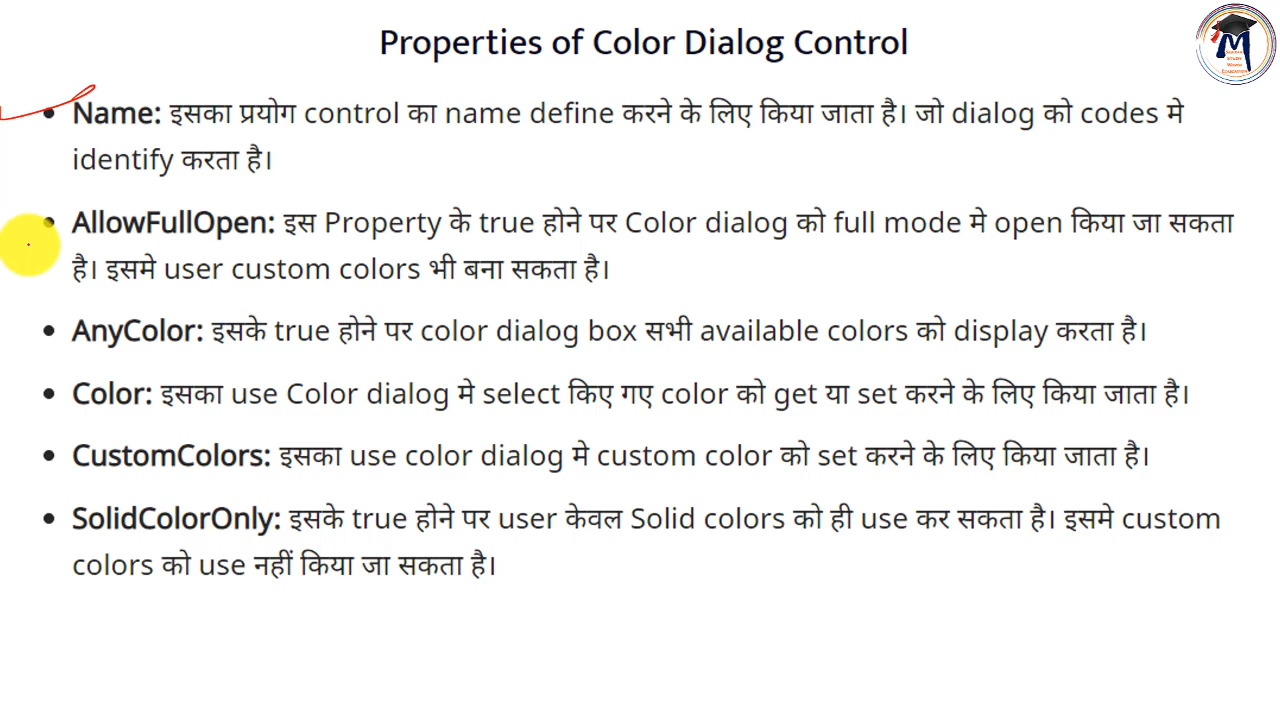 Properties of Color Dialog Control
• Name: इसका प्रयोग control का name define करने के लिए किया जाता है। जो dialog को codes मे
identify करता है।
• AllowFullOpen: इस Property के true होने पर Color dialog को full mode मे open किया जा सकता
है। इसमे user custom colors भी बना सकता है।
• AnyColor: इसके true होने पर color dialog box सभी available colors को display करता है।
• Color: इसका use Color dialog मे select किए गए color को get या set करने के लिए किया जाता है।
• CustomColors: इसका use color dialog मे custom color को set करने के लिए किया जाता है।
• SolidColorOnly: इसके true होने पर user केवल Solid colors को ही use कर सकता है। इसमे custom
colors को use नहीं किया जा सकता है।